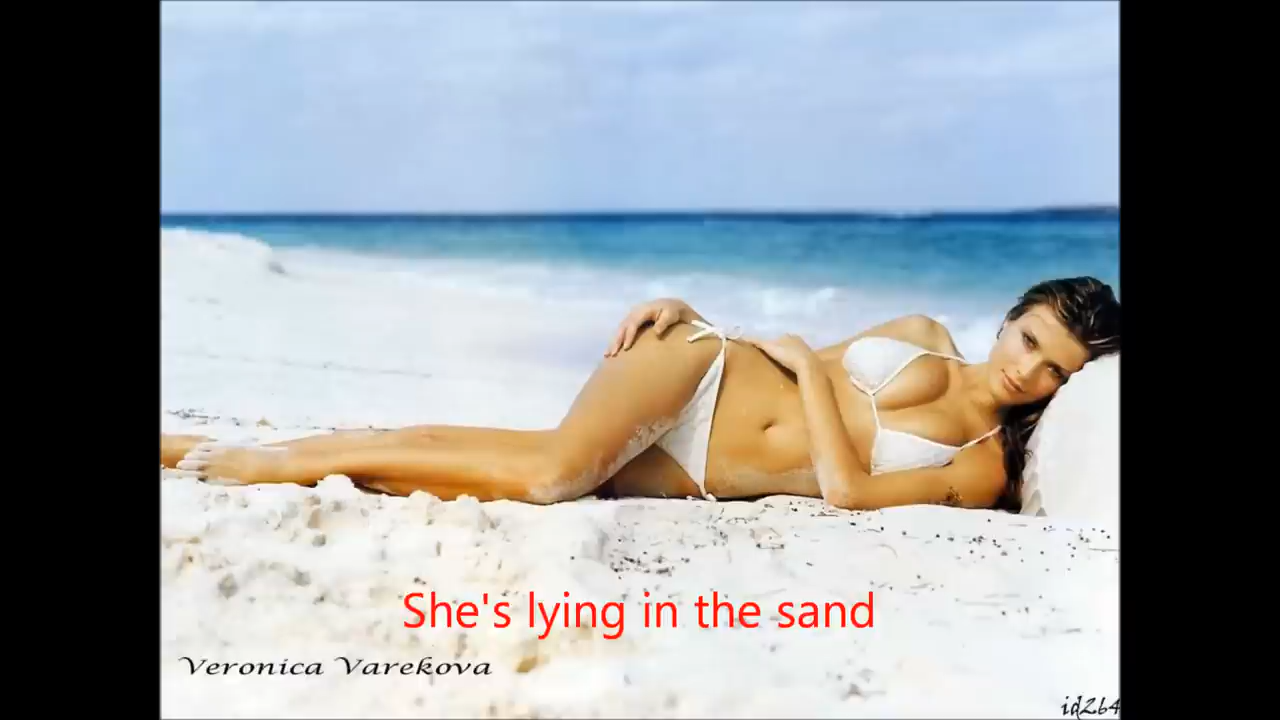 She's lying in the sand
Veronica Varekova
id264